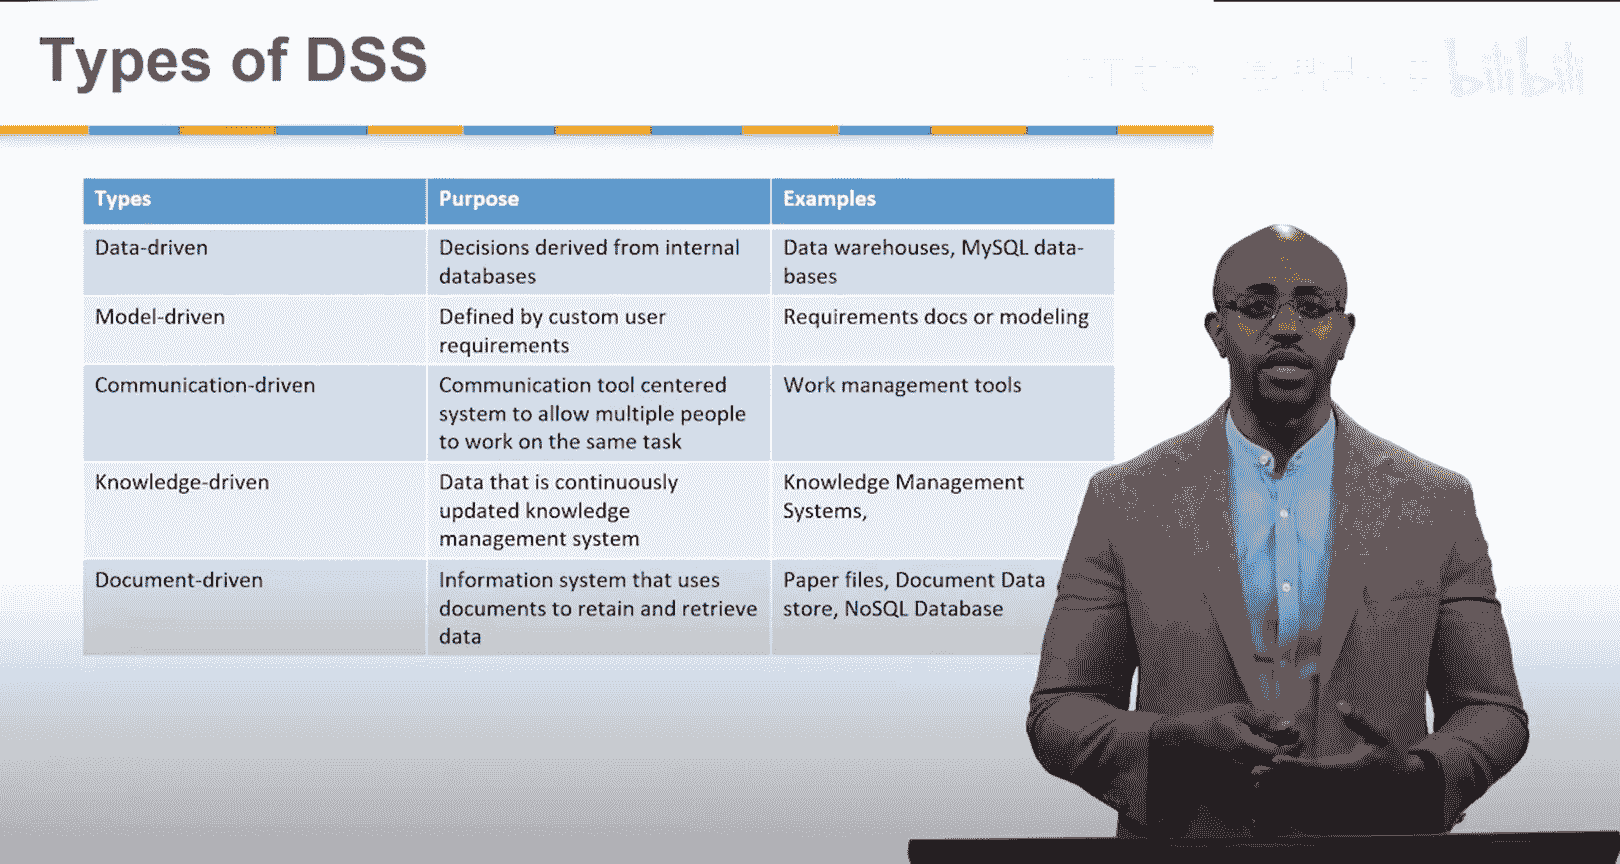 Types of DSS
bilibili
Types
Purpose
Examples
Data-driven
Decisions derived from internal
databases
Data warehouses, MySQL data-
bases
Model-driven
Defined by custom user
requirements
Requirements docs or modeling
Communication-driven
Communication tool centered
system to allow multiple people
to work on the same task
Work management tools
Knowledge-driven
Data that is continuously
updated knowledge
management system
Knowledge Management
Systems,
Document-driven
Information system that uses
documents to retain and retrieve
data
Paper files, Document Data
store, NoSQL Database